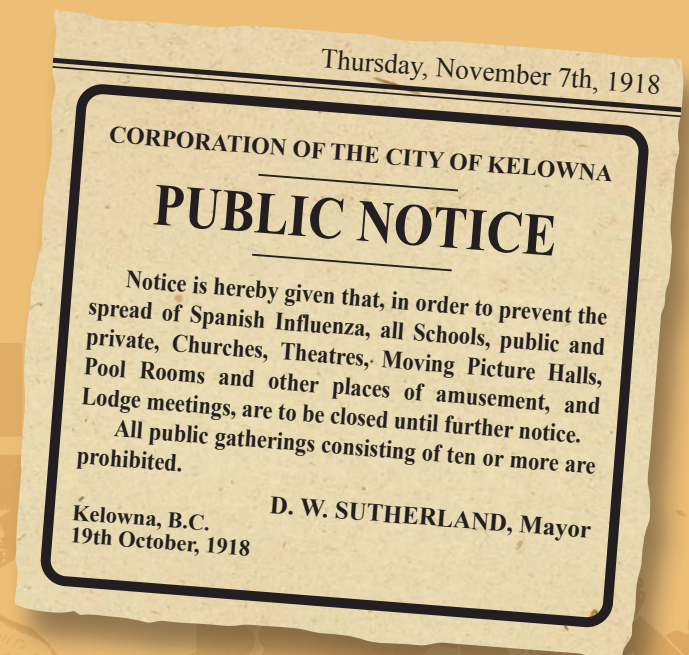 Thursday, November 7th, 1918
CORPORATION OF THE CITY OF KELOWNA
PUBLIC NOTICE
Notice is hereby given that, in order to prevent the
spread of Spanish Influenza, all Schools, public and
private, Churches, Theatres, Moving Picture Halls,
Pool Rooms and other places of amusement, and
Lodge meetings, are to be closed until further notice.
All public gatherings consisting of ten or more are
prohibited.
D. W. SUTHERLAND, Mayor
Kelowna, B.C.
19th October, 1918